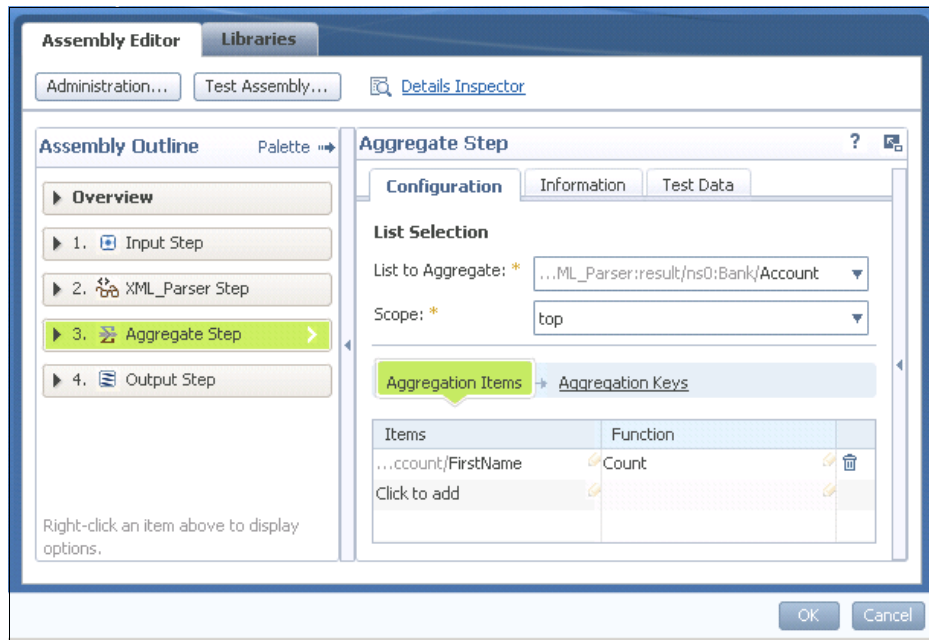 Assembly Editor
Libraries
Administration...
Test Assembly...
Details Inspector
Assembly Outline
Palette
Overview
1. Input Step
2. XML_Parser Step
3. Aggregate Step
4. Output Step
Right-click an item above to display
options.
Aggregate Step
?
Configuration
Information
Test Data
List Selection
List to Aggregate: *
...ML_Parser:result/ns0:Bank/Account
Scope: *
top
Aggregation Items
Aggregation Keys
Items
Function
...ccount/FirstName
Count
Click to add
OK
Cancel